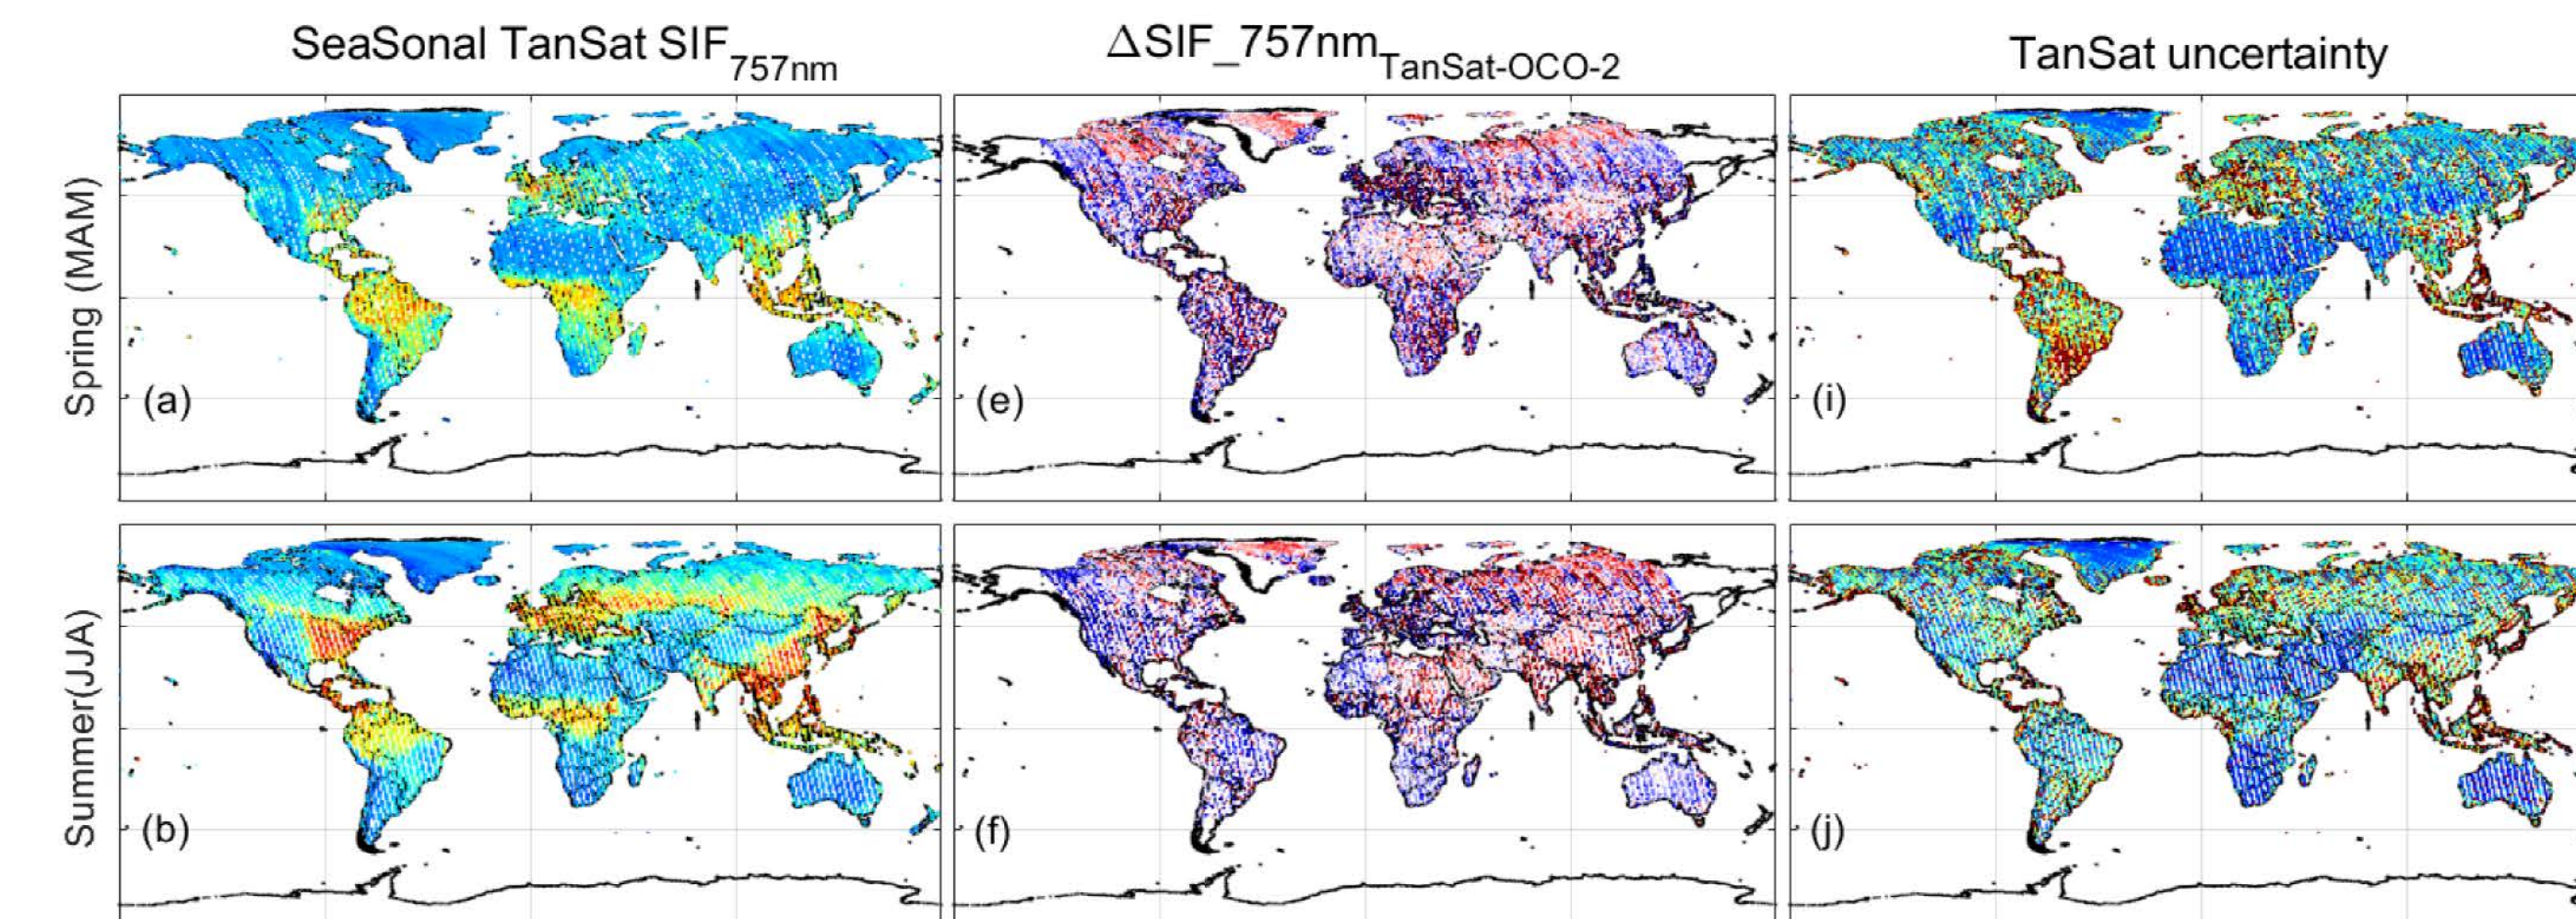 SeaSonal TanSat SIF757nm
ΔSIF_757nmTanSat-OCO-2
TanSat uncertainty
Spring (MAM)
(a)
(e)
(i)
Summer(JJA)
(b)
(f)
(j)